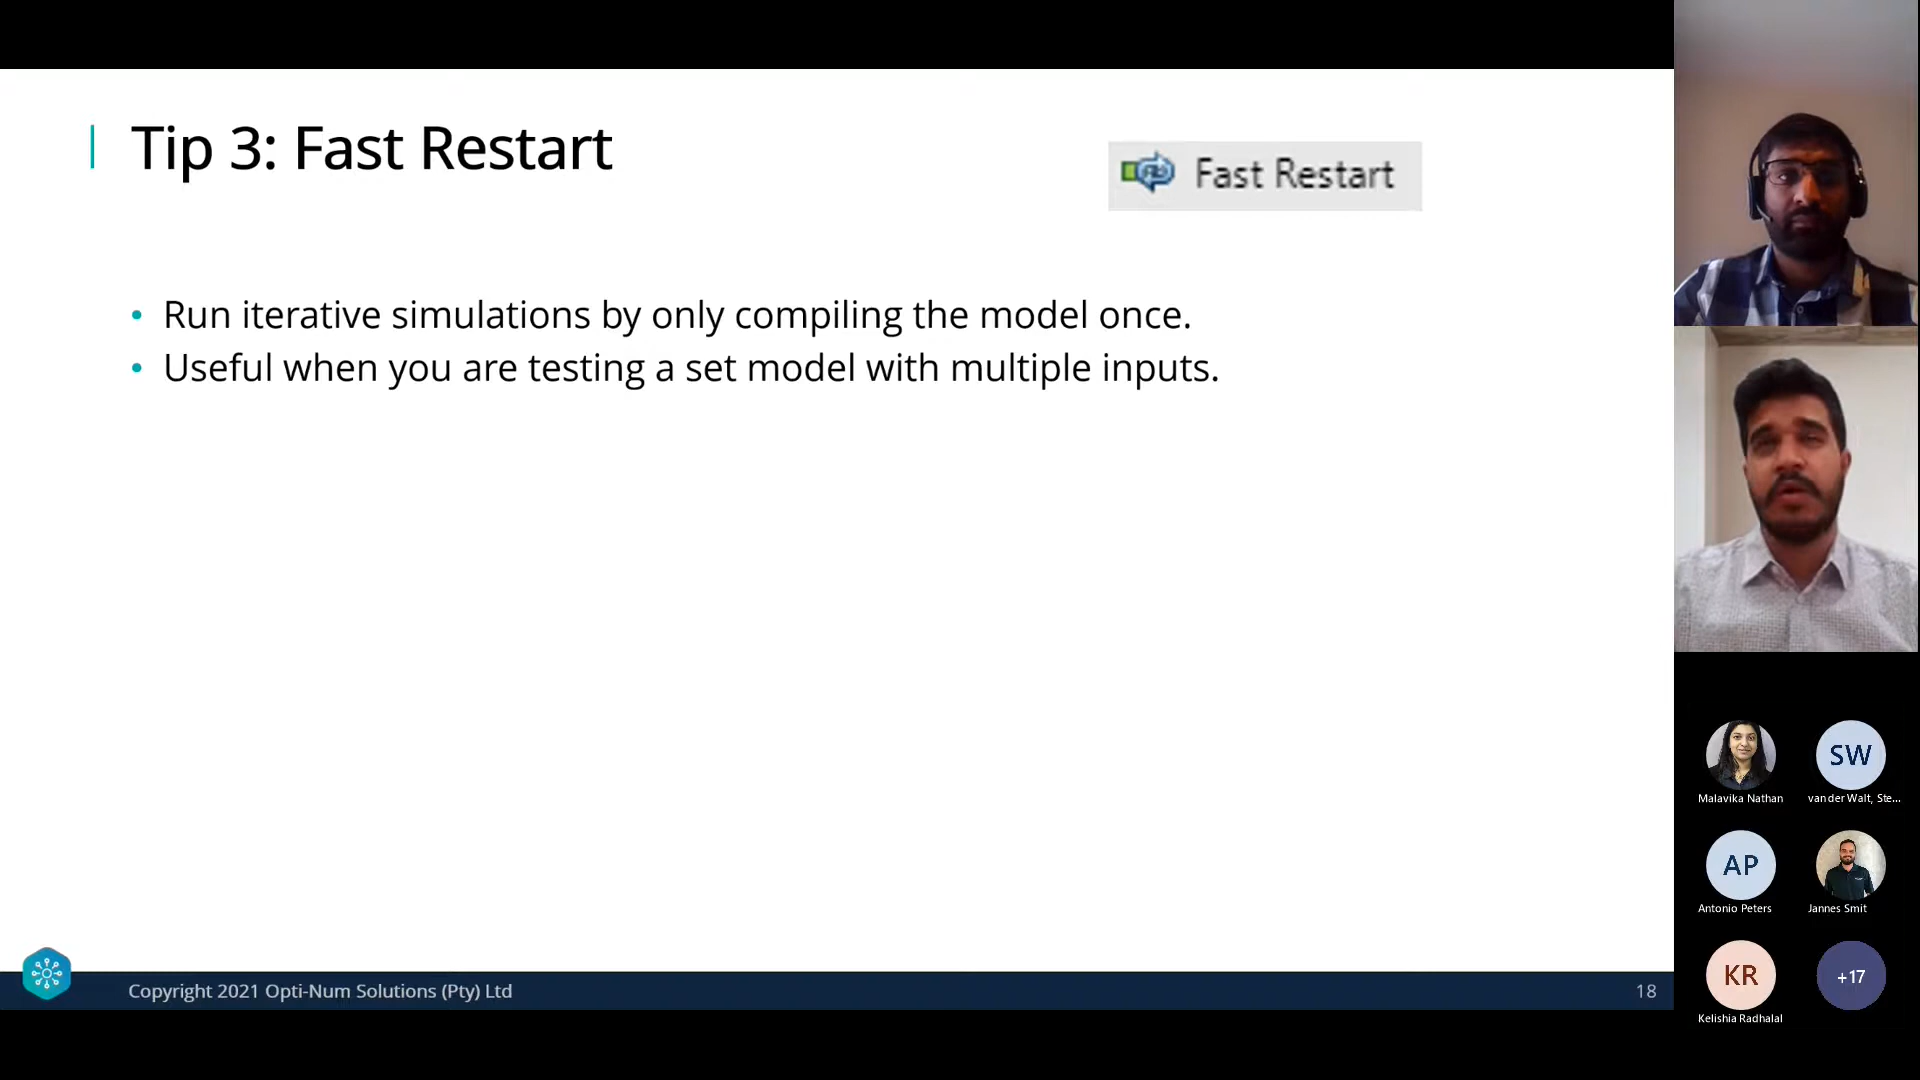 Tip 3: Fast Restart
Fast Restart
• Run iterative simulations by only compiling the model once.
• Useful when you are testing a set model with multiple inputs.
Copyright 2021 Opti-Num Solutions (Pty) Ltd
18
SW
Malavika Nathan
van der Walt, Ste...
AP
Antonio Peters
Jannes Smit
KR
+17
Kelishia Radhalal